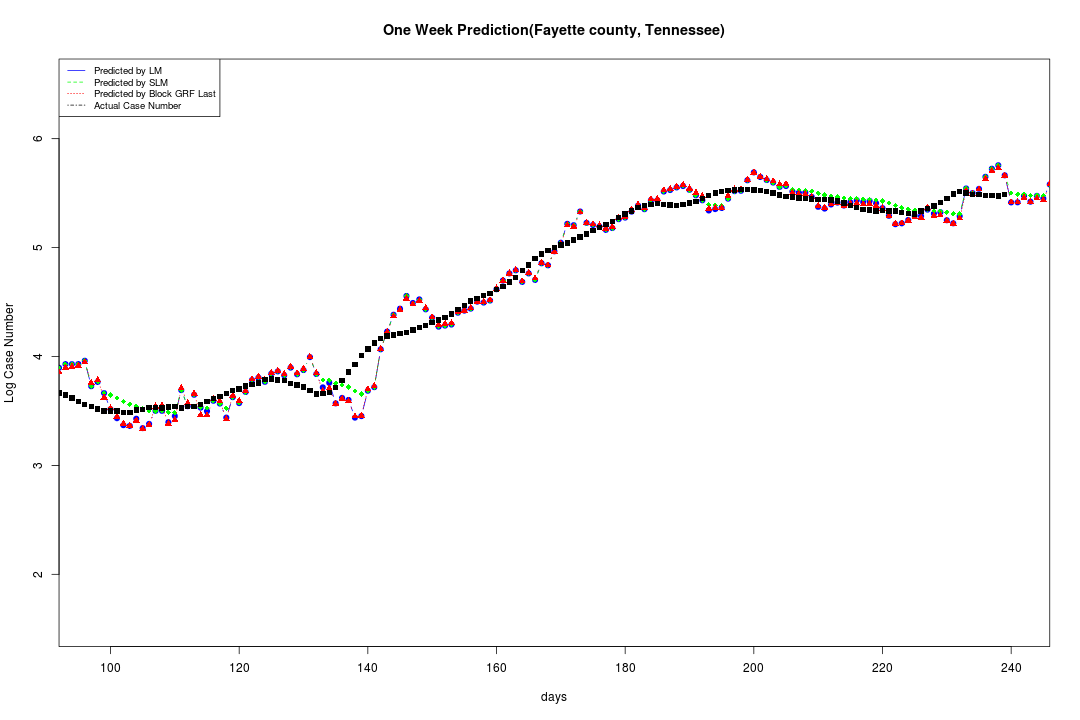 One Week Prediction(Fayette county, Tennessee)
Predicted by LM
Predicted by SLM
Predicted by Block GRF Last
Actual Case Number
6
5
4
3
2
Log Case Number
100 120 140 160 180 200 220 240
days